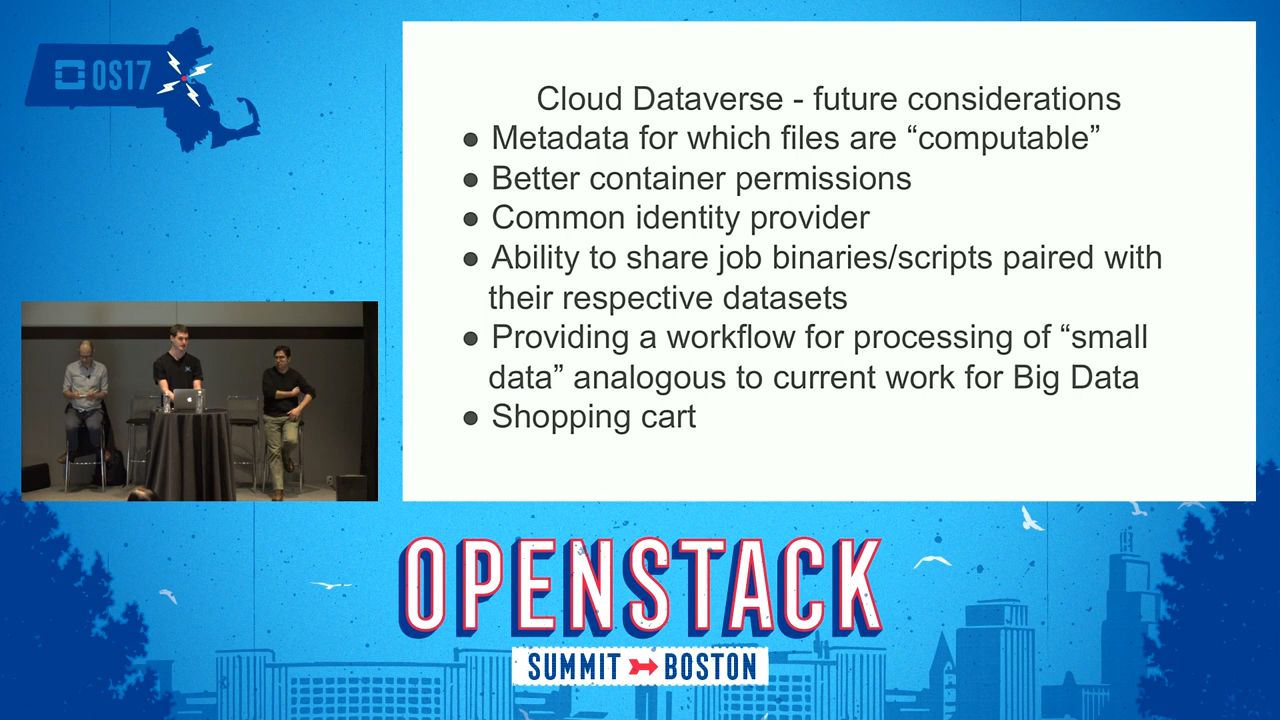 OS17
Cloud Dataverse - future considerations
● Metadata for which files are “computable”
● Better container permissions
● Common identity provider
● Ability to share job binaries/scripts paired with
their respective datasets
● Providing a workflow for processing of “small
data” analogous to current work for Big Data
● Shopping cart
OPENSTACK
SUMMIT BOSTON